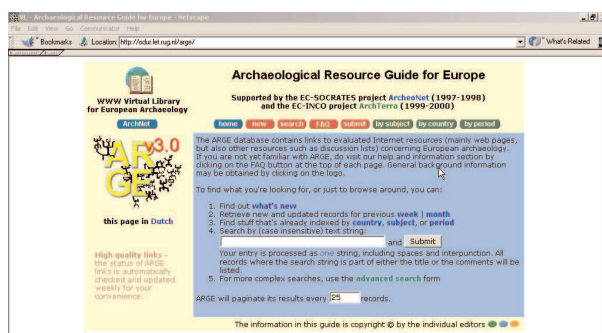 VL - Archaeological Resource Guide for Europe - Netscape
File Edit View Go Communicator Help
Bookmarks Location: http://odur.let.rug.nl/arge/ What's Related
WWW Virtual Library
for European Archaeology
ArchNet
Archaeological Resource Guide for Europe
Supported by the EC-SOCRATES project ArcheoNet (1997-1998)
and the EC-INCO project ArchTerra (1999-2000)
home new search FAQ submit by subject by country by period
ARGE v3.0
this page in Dutch
High quality links -
the status of ARGE
links is automatically
checked and updated
weekly for your
convenience.
The ARGE database contains links to evaluated Internet resources (mainly web pages,
but also other resources such as discussion lists) concerning European archaeology.
If you are not yet familiar with ARGE, do visit our help and information section by
clicking on the FAQ button at the top of each page. General background information
may be obtained by clicking on the logo.
To find what you're looking for, or just to browse around, you can:
1. Find out what's new
2. Retrieve new and updated records for previous week | month
3. Find stuff that's already indexed by country, subject, or period
4. Search by (case insensitive) text string:
and Submit
Your entry is processed as one string, including spaces and interpunction. All
records where the search string is part of either the title or the comments will be
listed.
5. For more complex searches, use the advanced search form
ARGE will paginate its results every 25 records.
The information in this guide is copyright © by the individual editors